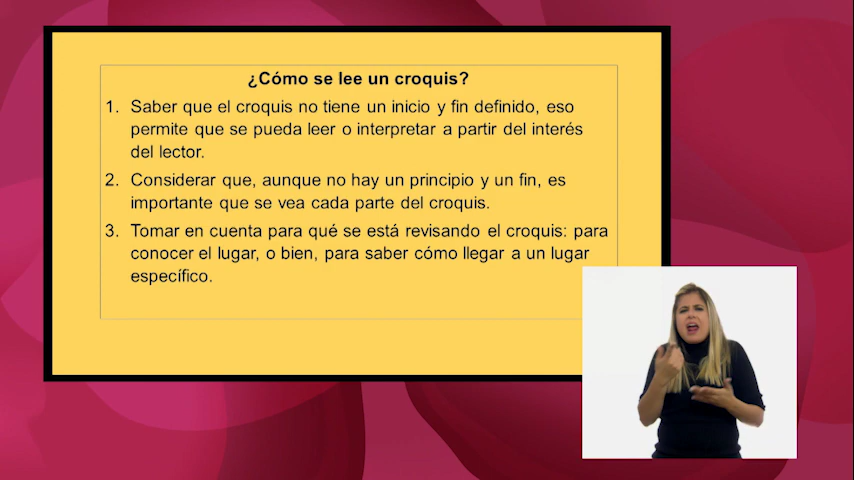 ¿Cómo se lee un croquis?
1. Saber que el croquis no tiene un inicio y fin definido, eso
permite que se pueda leer o interpretar a partir del interés
del lector.
2. Considerar que, aunque no hay un principio y un fin, es
importante que se vea cada parte del croquis.
3. Tomar en cuenta para qué se está revisando el croquis: para
conocer el lugar, o bien, para saber cómo llegar a un lugar
específico.